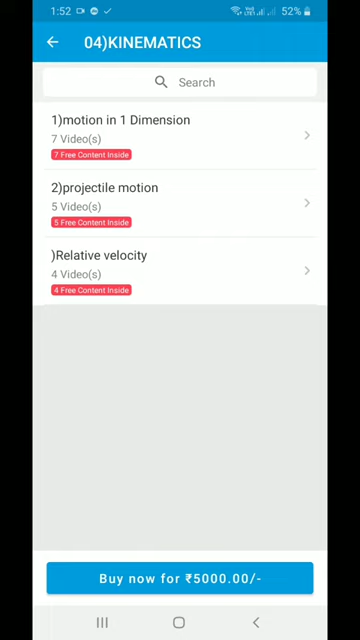 1:52
52%
04)KINEMATICS
Search
1)motion in 1 Dimension
7 Video(s)
7 Free Content Inside
2)projectile motion
5 Video(s)
5 Free Content Inside
)Relative velocity
4 Video(s)
4 Free Content Inside
Buy now for ₹5000.00/-